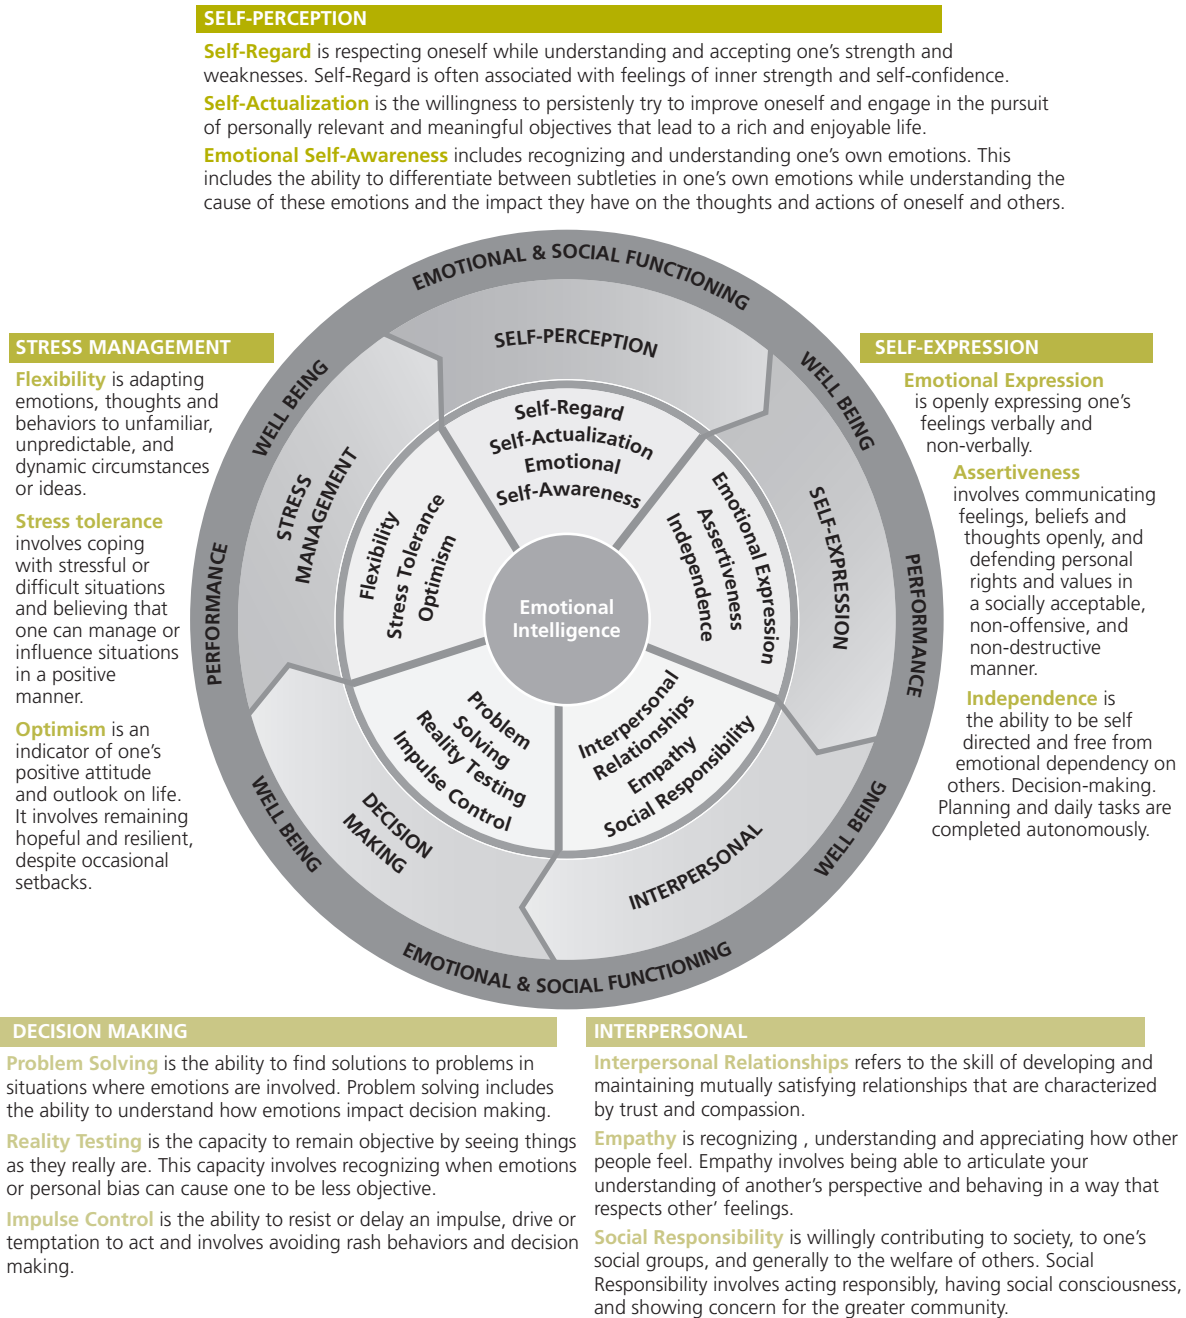 SELF-PERCEPTION
Self-Regard is respecting oneself while understanding and accepting one’s strength and
weaknesses. Self-Regard is often associated with feelings of inner strength and self-confidence.
Self-Actualization is the willingness to persistenly try to improve oneself and engage in the pursuit
of personally relevant and meaningful objectives that lead to a rich and enjoyable life.
Emotional Self-Awareness includes recognizing and understanding one’s own emotions. This
includes the ability to differentiate between subtleties in one’s own emotions while understanding the
cause of these emotions and the impact they have on the thoughts and actions of oneself and others.
STRESS MANAGEMENT
Flexibility is adapting
emotions, thoughts and
behaviors to unfamiliar,
unpredictable, and
dynamic circumstances
or ideas.
Stress tolerance
involves coping
with stressful or
difficult situations
and believing that
one can manage or
influence situations
in a positive
manner.
Optimism is an
indicator of one’s
positive attitude
and outlook on life.
It involves remaining
hopeful and resilient,
despite occasional
setbacks.
EMOTIONAL & SOCIAL FUNCTIONING
WELL BEING
PERFORMANCE
WELL BEING
EMOTIONAL & SOCIAL FUNCTIONING
WELL BEING
PERFORMANCE
WELL BEING
SELF-PERCEPTION
Self-Regard
Self-Actualization
Emotional
Self-Awareness
SELF-EXPRESSION
Emotional Expression
Assertiveness
Independence
INTERPERSONAL
Interpersonal
Relationships
Empathy
Social Responsibility
DECISION
MAKING
Problem
Solving
Reality Testing
Impulse Control
STRESS
MANAGEMENT
Flexibility
Stress Tolerance
Optimism
Emotional
Intelligence
SELF-EXPRESSION
Emotional Expression
is openly expressing one’s
feelings verbally and
non-verbally.
Assertiveness
involves communicating
feelings, beliefs and
thoughts openly, and
defending personal
rights and values in
a socially acceptable,
non-offensive, and
non-destructive
manner.
Independence is
the ability to be self
directed and free from
emotional dependency on
others. Decision-making.
Planning and daily tasks are
completed autonomously.
DECISION MAKING
Problem Solving is the ability to find solutions to problems in
situations where emotions are involved. Problem solving includes
the ability to understand how emotions impact decision making.
Reality Testing is the capacity to remain objective by seeing things
as they really are. This capacity involves recognizing when emotions
or personal bias can cause one to be less objective.
Impulse Control is the ability to resist or delay an impulse, drive or
temptation to act and involves avoiding rash behaviors and decision
making.
INTERPERSONAL
Interpersonal Relationships refers to the skill of developing and
maintaining mutually satisfying relationships that are characterized
by trust and compassion.
Empathy is recognizing , understanding and appreciating how other
people feel. Empathy involves being able to articulate your
understanding of another’s perspective and behaving in a way that
respects other’ feelings.
Social Responsibility is willingly contributing to society, to one’s
social groups, and generally to the welfare of others. Social
Responsibility involves acting responsibly, having social consciousness,
and showing concern for the greater community.